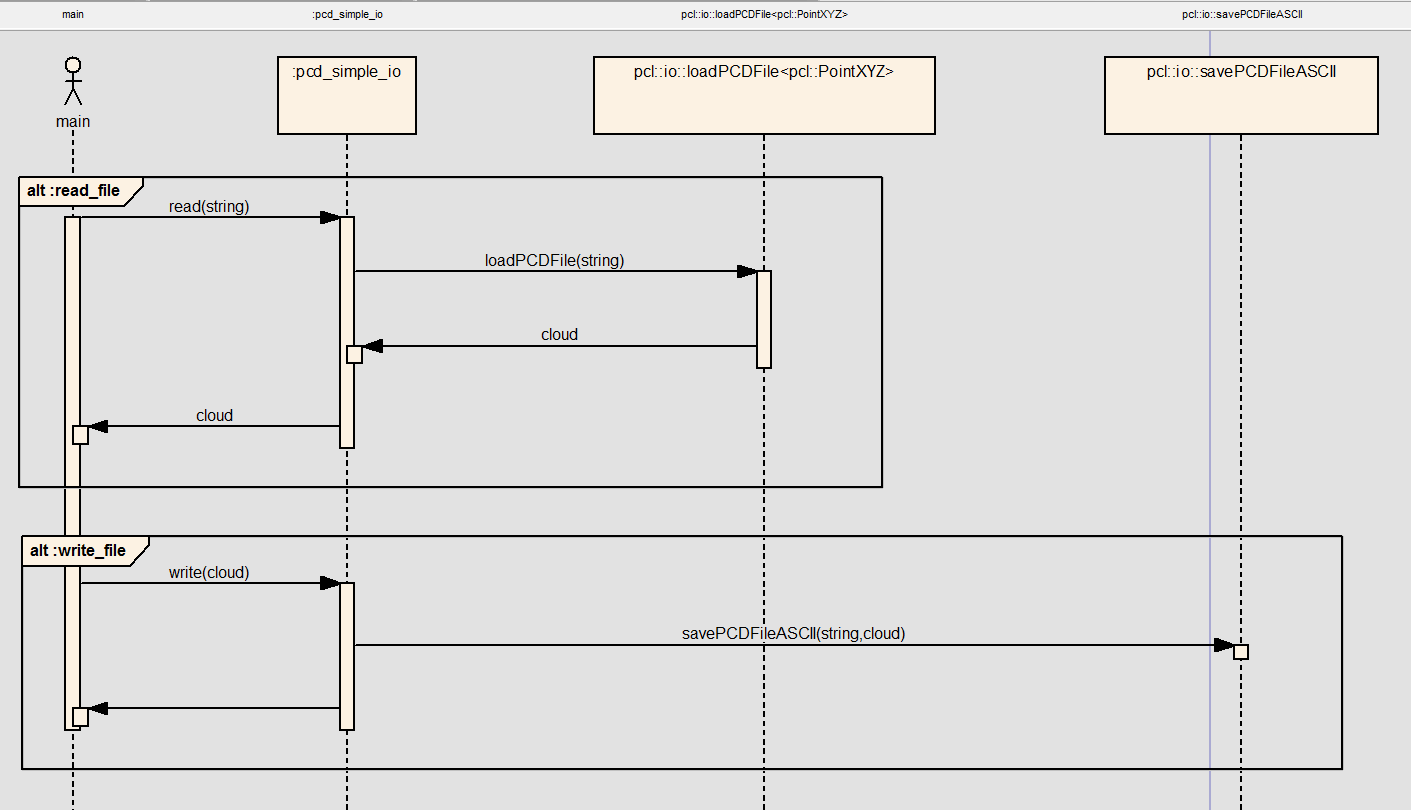 main
:pcd_simple_io
pcl::io::loadPCDFile<pcl::PointXYZ>
pcl::io::savePCDFileASCII
:pcd_simple_io
pcl::io::loadPCDFile<pcl::PointXYZ>
pcl::io::savePCDFileASCII
main
alt :read_file
read(string)
loadPCDFile(string)
cloud
cloud
alt :write_file
write(cloud)
savePCDFileASCII(string,cloud)